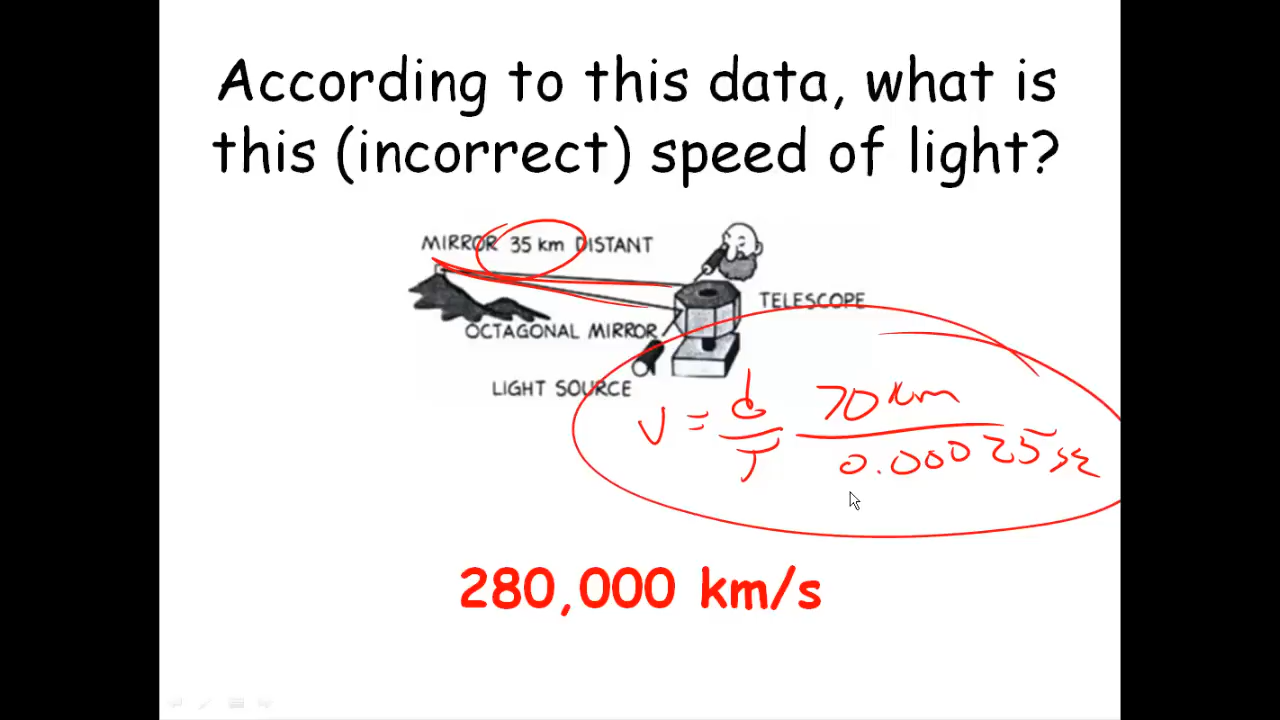 According to this data, what is
this (incorrect) speed of light?
MIRROR 35 km DISTANT
TELESCOPE
OCTAGONAL MIRROR
LIGHT SOURCE
V = d 70 km
T 0.00025 sec
280,000 km/s